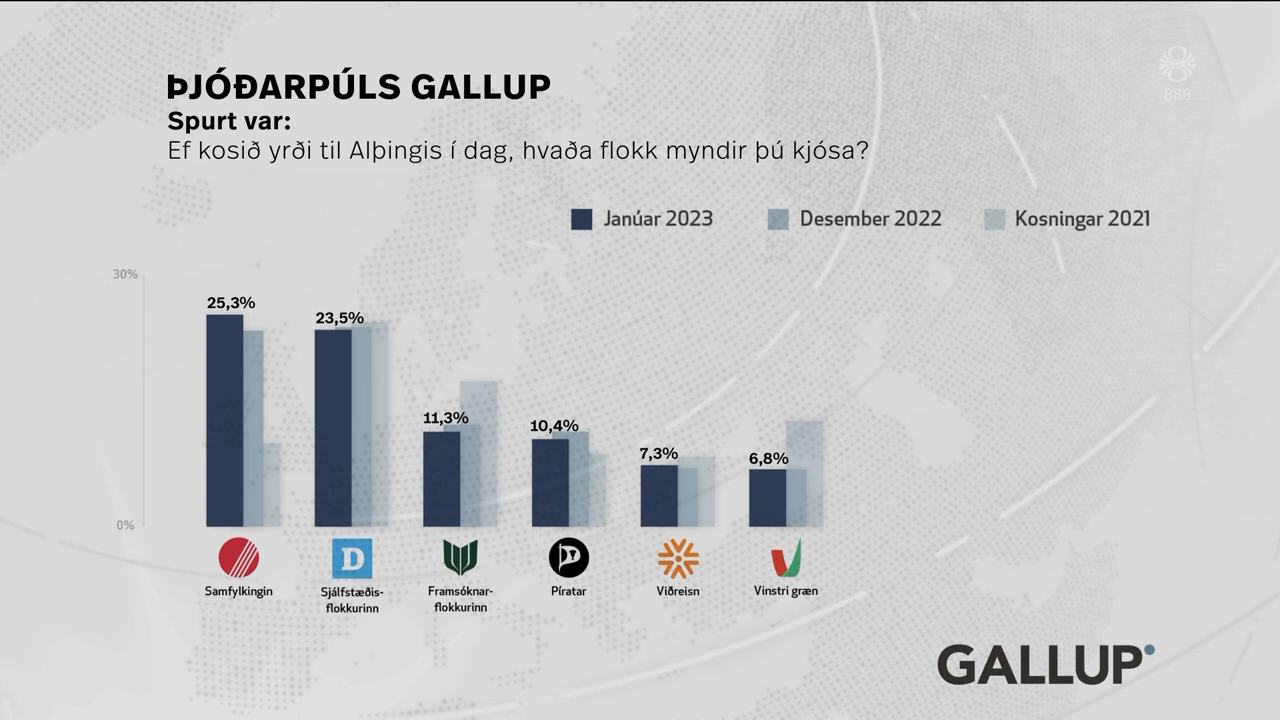 ÞJÓÐARPÚLS GALLUP
Spurt var:
Ef kosið yrði til Alþingis í dag, hvaða flokk myndir þú kjósa?
888
Janúar 2023
Desember 2022
Kosningar 2021
30%
0%
25,3%
23,5%
11,3%
10,4%
7,3%
6,8%
D
Samfylkingin
Sjálfstæðis-
flokkurinn
Framsóknar-
flokkurinn
Píratar
Viðreisn
Vinstri græn
GALLUP